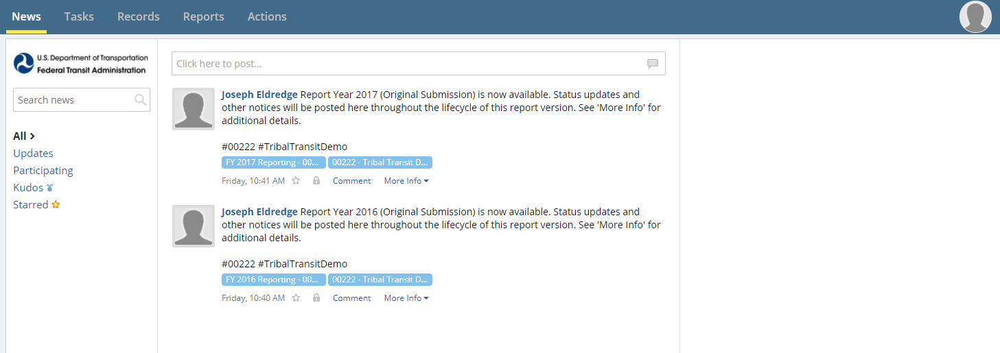 News Tasks Records Reports Actions
U.S. Department of Transportation
Federal Transit Administration
Search news
All
Updates
Participating
Kudos
Starred
Click here to post...
Joseph Eldredge Report Year 2017 (Original Submission) is now available. Status updates and
other notices will be posted here throughout the lifecycle of this report version. See 'More Info' for
additional details.
#00222 #TribalTransitDemo
FY 2017 Reporting - 00... 00222 - Tribal Transit D...
Friday, 10:41 AM Comment More Info
Joseph Eldredge Report Year 2016 (Original Submission) is now available. Status updates and
other notices will be posted here throughout the lifecycle of this report version. See 'More Info' for
additional details.
#00222 #TribalTransitDemo
FY 2016 Reporting - 00... 00222 - Tribal Transit D...
Friday, 10:40 AM Comment More Info